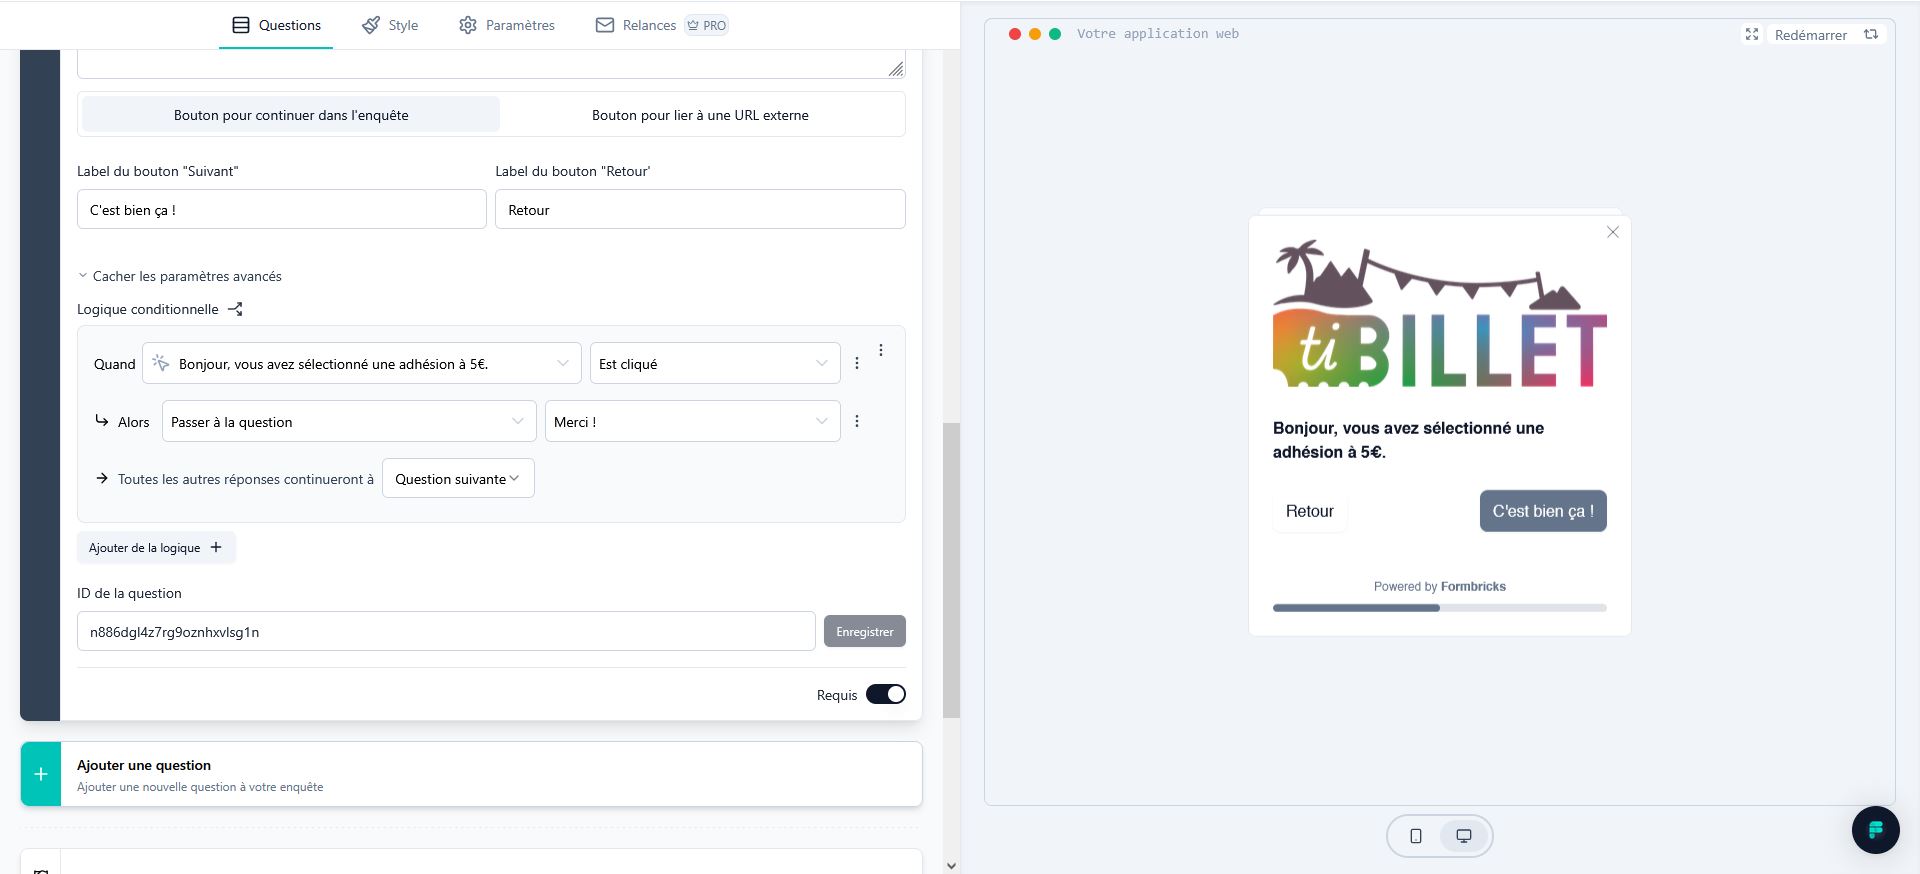 Questions
Style
Paramètres
Relances
PRO
Bouton pour continuer dans l'enquête
Bouton pour lier à une URL externe
Label du bouton "Suivant"
Label du bouton "Retour'
C'est bien ça !
Retour
Cacher les paramètres avancés
Logique conditionnelle
Quand
Bonjour, vous avez sélectionné une adhésion à 5€.
Est cliqué
Alors
Passer à la question
Merci !
Toutes les autres réponses continueront à
Question suivante
Ajouter de la logique
ID de la question
n886dgl4z7rg9oznhxvlsg1n
Enregistrer
Requis
Ajouter une question
Ajouter une nouvelle question à votre enquête
Votre application web
Redémarrer
tiBILLET
Bonjour, vous avez sélectionné une
adhésion à 5€.
Retour
C'est bien ça !
Powered by Formbricks